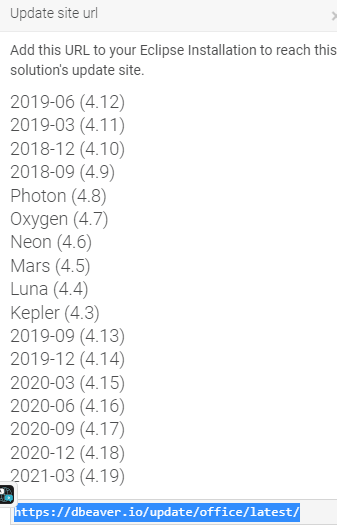 Update site url
Add this URL to your Eclipse Installation to reach this
solution's update site.
2019-06 (4.12)
2019-03 (4.11)
2018-12 (4.10)
2018-09 (4.9)
Photon (4.8)
Oxygen (4.7)
Neon (4.6)
Mars (4.5)
Luna (4.4)
Kepler (4.3)
2019-09 (4.13)
2019-12 (4.14)
2020-03 (4.15)
2020-06 (4.16)
2020-09 (4.17)
2020-12 (4.18)
2021-03 (4.19)
https://dbeaver.io/update/office/latest/